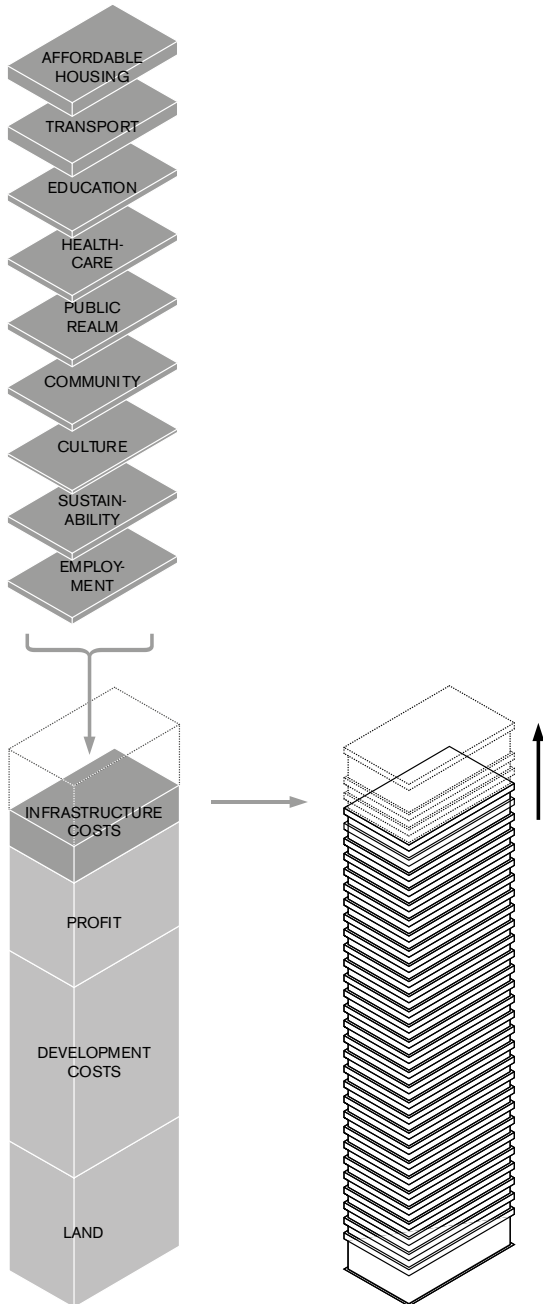 AFFORDABLE
HOUSING
TRANSPORT
EDUCATION
HEALTH-
CARE
PUBLIC
REALM
COMMUNITY
CULTURE
SUSTAIN-
ABILITY
EMPLOY-
MENT
INFRASTRUCTURE
COSTS
PROFIT
DEVELOPMENT
COSTS
LAND